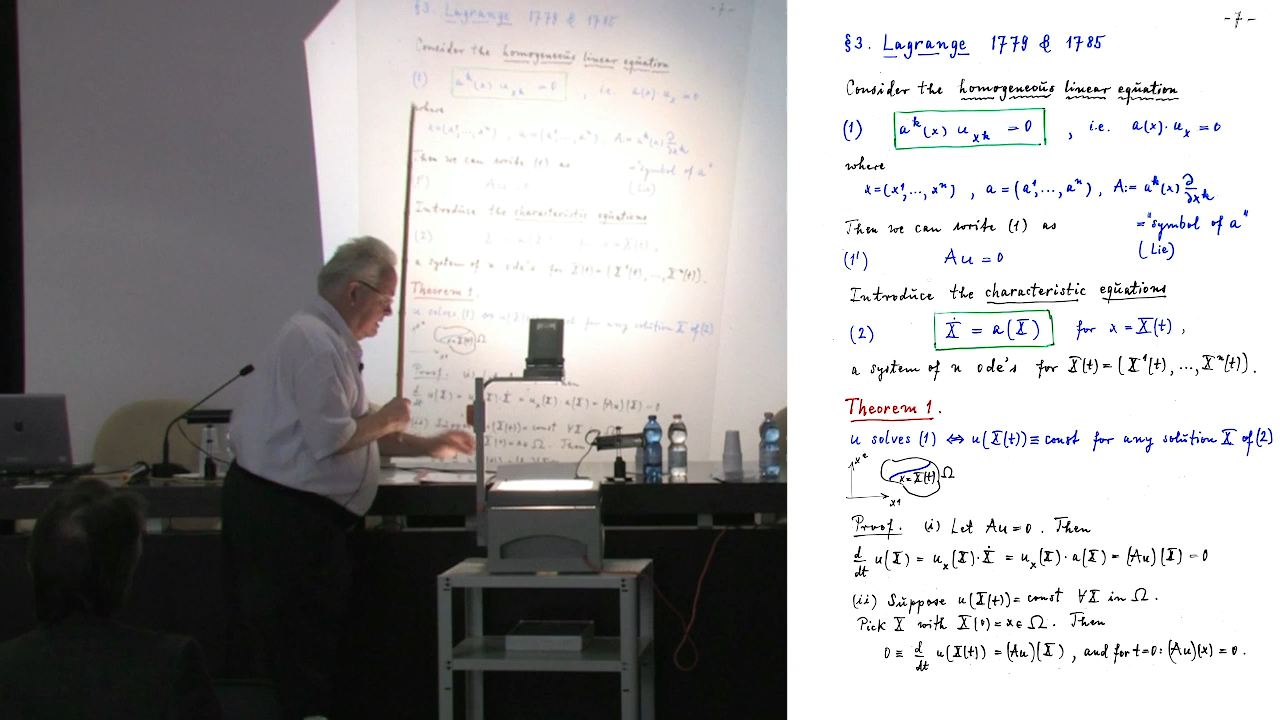 -7-
§3. Lagrange 1779 & 1785
Consider the homogeneous linear equation
(1) a^k(x) u_{x^k} = 0 , i.e. a(x)·u_x = 0
where
x=(x^1,...,x^n) , a=(a^1,...,a^n) , A:= a^k(x) ∂/∂x^k
Then we can write (1) as = "symbol of a"
(Lie)
(1') Au = 0
Introduce the characteristic equations
(2) Ẋ = a(X) for x = X(t) ,
a system of n ode's for X(t) = (X^1(t), ..., X^n(t)).
Theorem 1.
u solves (1) ⇔ u(X(t)) ≡ const for any solution X of (2)
x^2
x=X(t) Ω
x^1
Proof. (i) Let Au=0. Then
d/dt u(X) = u_x(X)·Ẋ = u_x(X)·a(X) = (Au)(X) = 0
(ii) Suppose u(X(t)) = const ∀X in Ω.
Pick X with X(0) = x ∈ Ω. Then
0 ≡ d/dt u(X(t)) = (Au)(X) , and for t=0: (Au)(x) = 0.